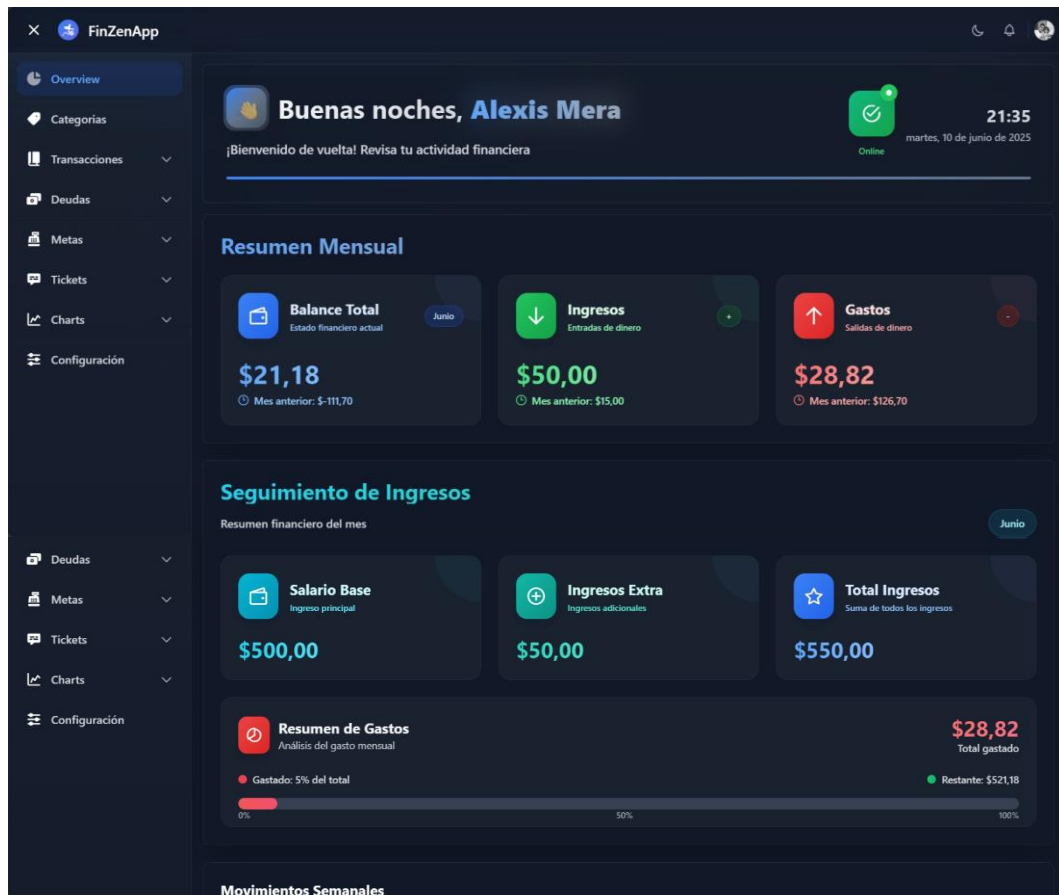 FinZenApp
Overview
Categorias
Transacciones
Deudas
Metas
Tickets
Charts
Configuración
Deudas
Metas
Tickets
Charts
Configuración
Buenas noches, Alexis Mera
¡Bienvenido de vuelta! Revisa tu actividad financiera
Online
21:35
martes, 10 de junio de 2025
Resumen Mensual
Balance Total
Estado financiero actual
Junio
$21,18
Mes anterior: $-111,70
Ingresos
Entradas de dinero
+
$50,00
Mes anterior: $15,00
Gastos
Salidas de dinero
-
$28,82
Mes anterior: $126,70
Seguimiento de Ingresos
Resumen financiero del mes
Junio
Salario Base
Ingreso principal
$500,00
Ingresos Extra
Ingresos adicionales
$50,00
Total Ingresos
Suma de todos los ingresos
$550,00
Resumen de Gastos
Análisis del gasto mensual
$28,82
Total gastado
Gastado: 5% del total
Restante: $521,18
0%
50%
100%
Movimientos Semanales